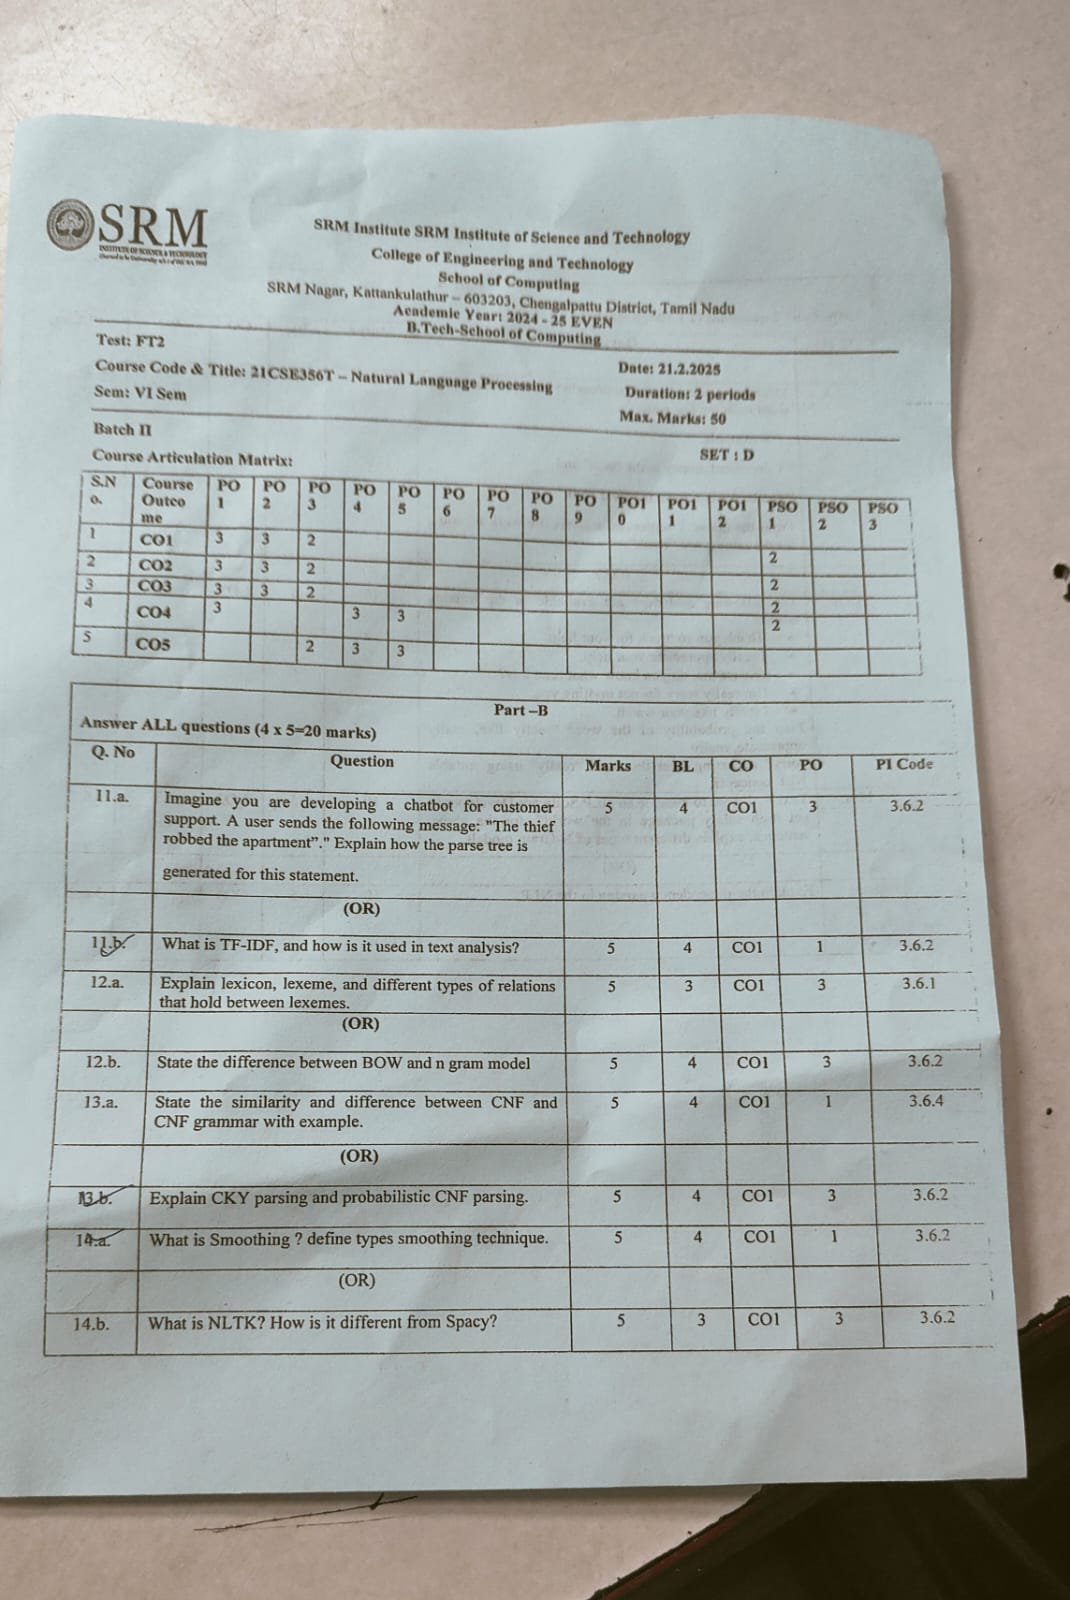 SRM
INSTITUTE OF SCIENCE & TECHNOLOGY
SRM Institute SRM Institute of Science and Technology
College of Engineering and Technology
School of Computing
SRM Nagar, Kattankulathur – 603203, Chengalpattu District, Tamil Nadu
Academic Year: 2024 - 25 EVEN
B.Tech-School of Computing
Test: FT2
Date: 21.2.2025
Course Code & Title: 21CSE356T – Natural Language Processing
Duration: 2 periods
Sem: VI Sem
Max. Marks: 50
Batch II
SET : D
Course Articulation Matrix:
S.N o. Course Outco me PO 1 PO 2 PO 3 PO 4 PO 5 PO 6 PO 7 PO 8 PO 9 PO1 0 PO1 1 PO1 2 PSO 1 PSO 2 PSO 3
1 CO1 3 3 2 2
2 CO2 3 3 2 2
3 CO3 3 3 2 2
4 CO4 3 3 3 2
5 CO5 2 3 3
Part –B
Answer ALL questions (4 x 5=20 marks)
Q. No Question Marks BL CO PO PI Code
11.a. Imagine you are developing a chatbot for customer 5 4 CO1 3 3.6.2
support. A user sends the following message: "The thief
robbed the apartment”." Explain how the parse tree is
generated for this statement.
(OR)
11.b. What is TF-IDF, and how is it used in text analysis? 5 4 CO1 1 3.6.2
12.a. Explain lexicon, lexeme, and different types of relations 5 3 CO1 3 3.6.1
that hold between lexemes.
(OR)
12.b. State the difference between BOW and n gram model 5 4 CO1 3 3.6.2
13.a. State the similarity and difference between CNF and 5 4 CO1 1 3.6.4
CNF grammar with example.
(OR)
13.b. Explain CKY parsing and probabilistic CNF parsing. 5 4 CO1 3 3.6.2
14.a. What is Smoothing ? define types smoothing technique. 5 4 CO1 1 3.6.2
(OR)
14.b. What is NLTK? How is it different from Spacy? 5 3 CO1 3 3.6.2